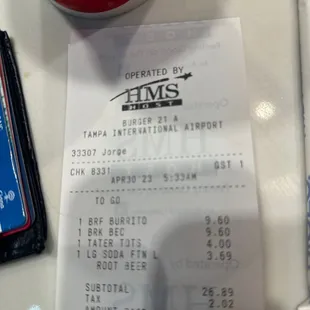 OPERATED BY
HMS
HOST
BURGER 21 A
TAMPA INTERNATIONAL AIRPORT
33307 Jorge
CHK 8331 GST 1
APR30'23 5:33AM
TO GO
1 BRF BURRITO 9.60
1 BRK BEC 9.60
1 TATER TOTS 4.00
1 LG SODA FTN L 3.69
ROOT BEER
SUBTOTAL 26.89
TAX 2.02